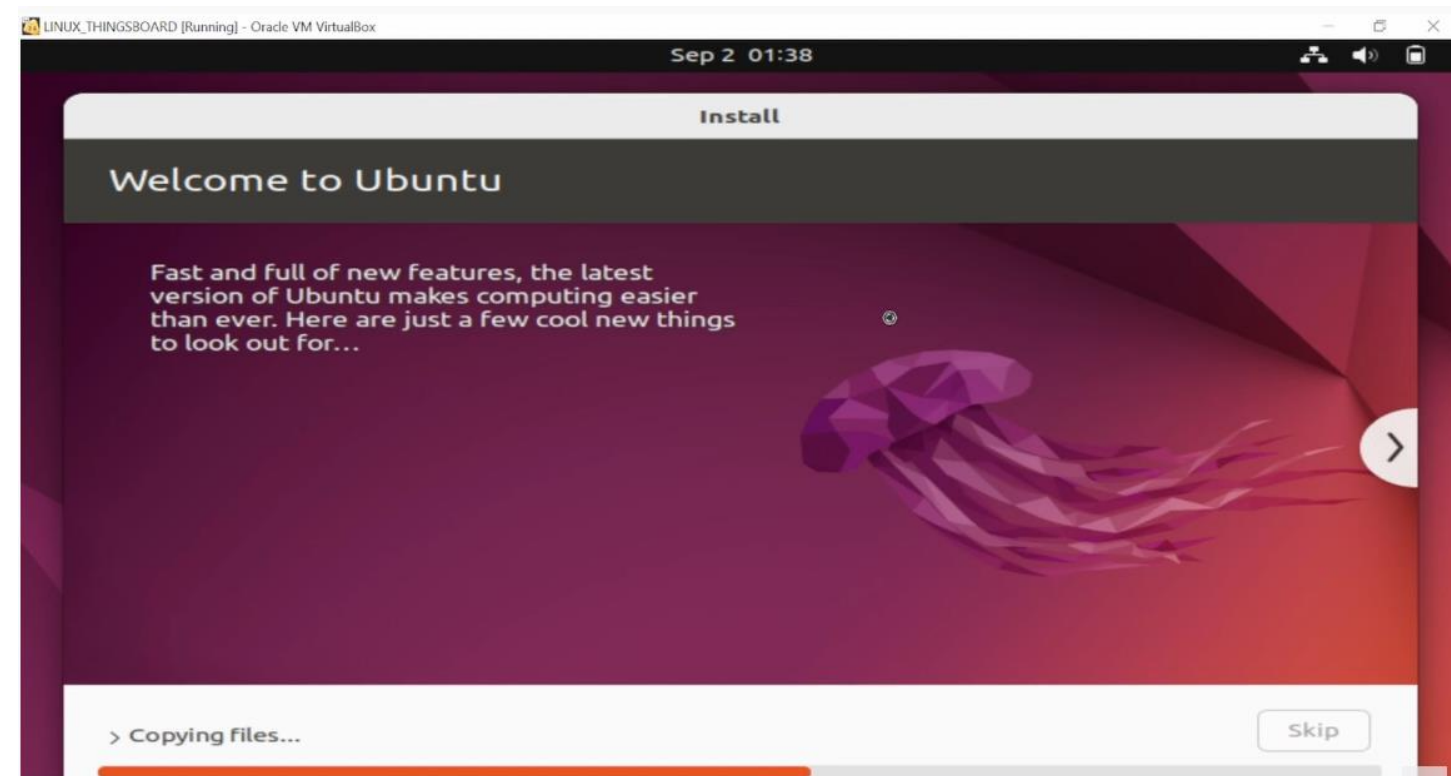 LINUX_THINGSBOARD [Running] - Oracle VM VirtualBox
Sep 2 01:38
Install
Welcome to Ubuntu
Fast and full of new features, the latest
version of Ubuntu makes computing easier
than ever. Here are just a few cool new things
to look out for...
> Copying files...
Skip